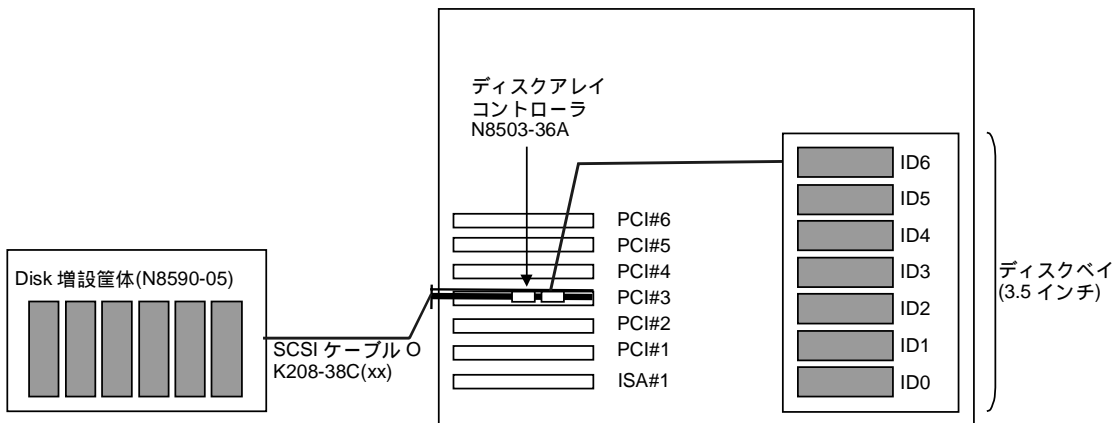 ディスクアレイ
コントローラ
N8503-36A
ID6
ID5
ID4
ID3
ID2
ID1
ID0
PCI#6
PCI#5
PCI#4
PCI#3
PCI#2
PCI#1
ISA#1
ディスクベイ
(3.5 インチ)
Disk 増設筐体(N8590-05)
SCSI ケーブル O
K208-38C(xx)